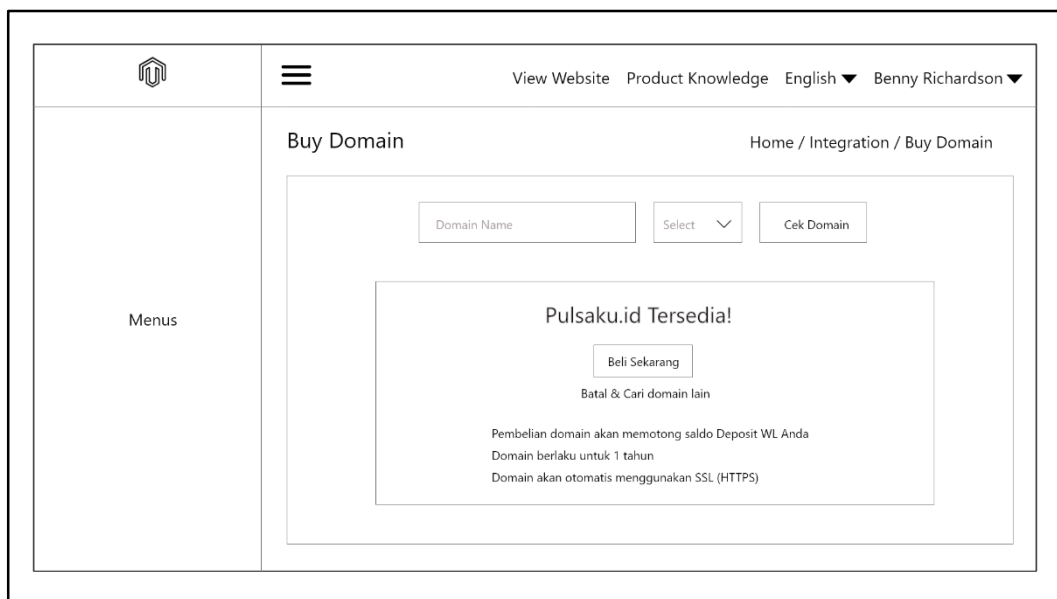 View Website Product Knowledge English Benny Richardson
Buy Domain
Home / Integration / Buy Domain
Menus
Domain Name
Select
Cek Domain
Pulsaku.id Tersedia!
Beli Sekarang
Batal & Cari domain lain
Pembelian domain akan memotong saldo Deposit WL Anda
Domain berlaku untuk 1 tahun
Domain akan otomatis menggunakan SSL (HTTPS)